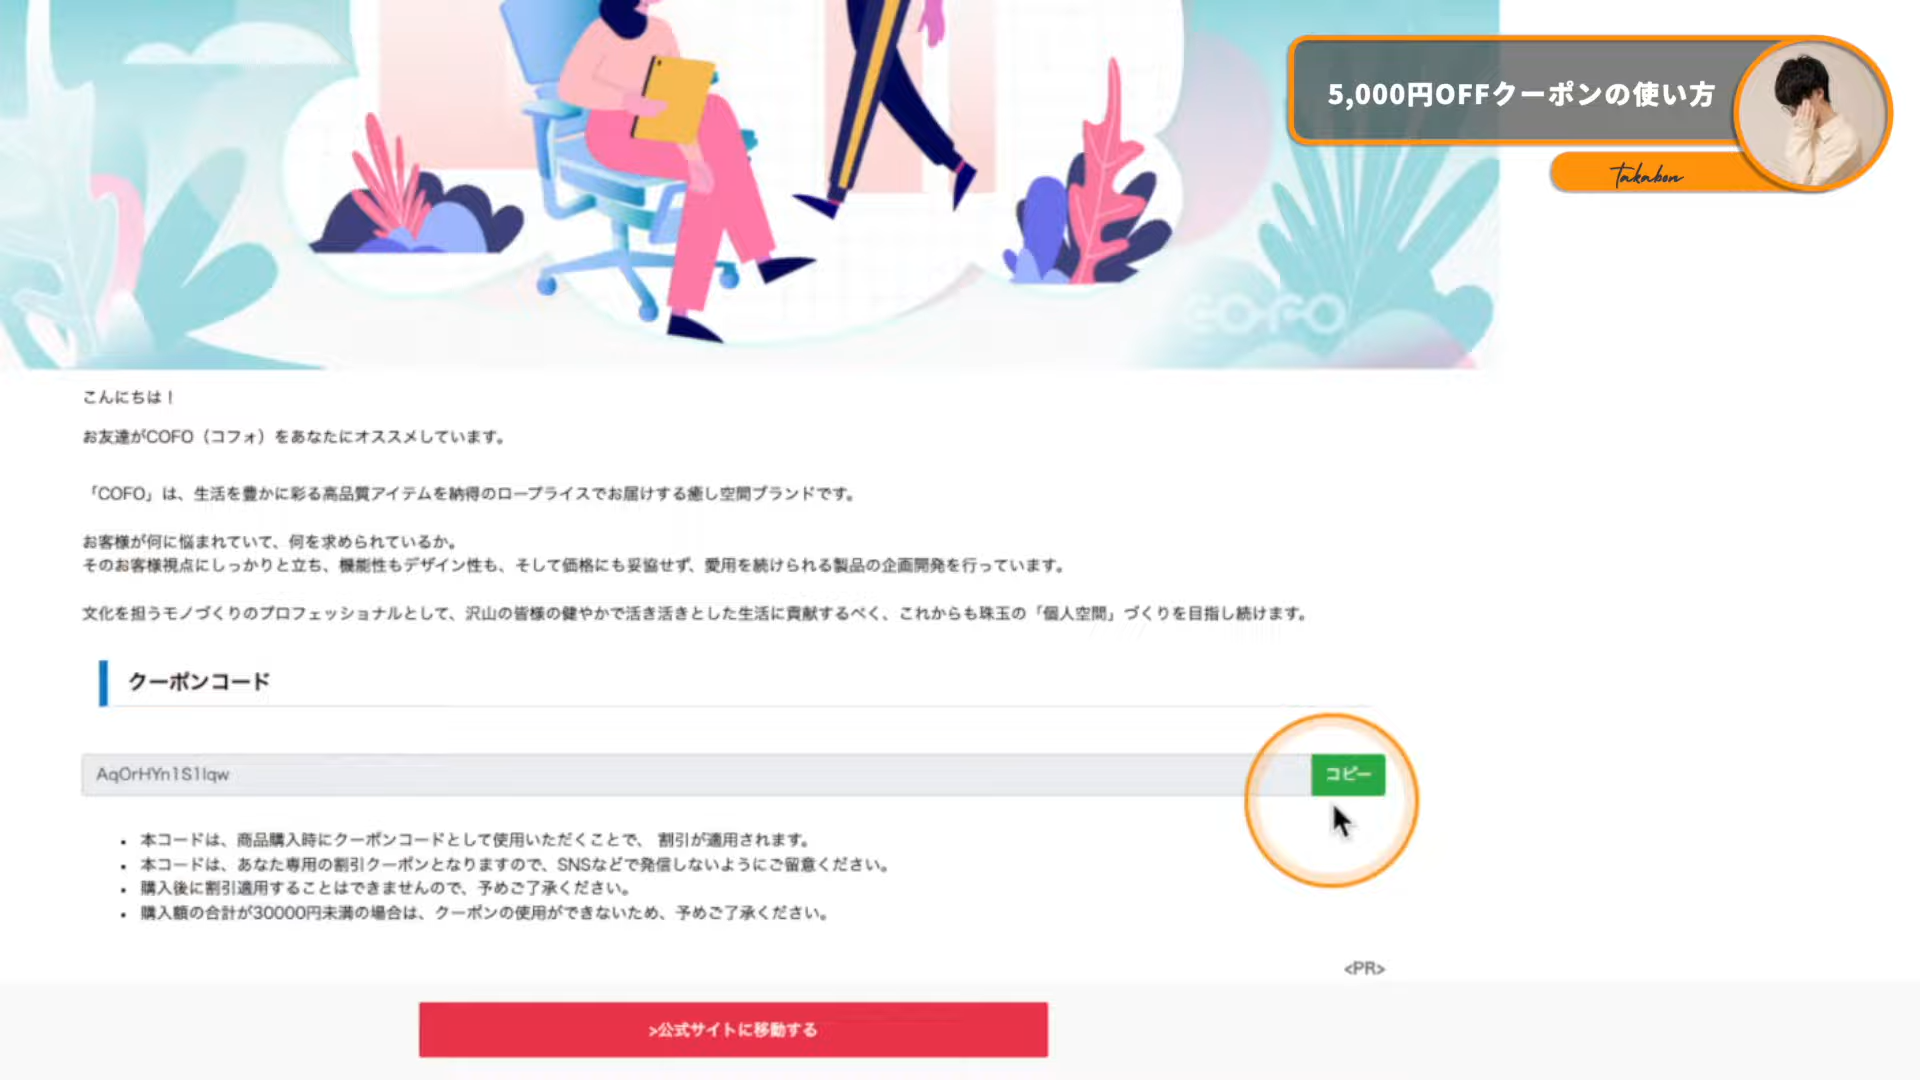 5,000円OFFクーポンの使い方
takabon
COFO
こんにちは！
お友達がCOFO（コフォ）をあなたにオススメしています。
「COFO」は、生活を豊かに彩る高品質アイテムを納得のロープライスでお届けする癒し空間ブランドです。
お客様が何に悩まれていて、何を求められているか。
そのお客様視点にしっかりと立ち、機能性もデザイン性も、そして価格にも妥協せず、愛用を続けられる製品の企画開発を行っています。
文化を担うモノづくりのプロフェッショナルとして、沢山の皆様の健やかで活き活きとした生活に貢献するべく、これからも珠玉の「個人空間」づくりを目指し続けます。
クーポンコード
AqOrHYn1S1Iqw
コピー
• 本コードは、商品購入時にクーポンコードとして使用いただくことで、 割引が適用されます。
• 本コードは、あなた専用の割引クーポンとなりますので、SNSなどで発信しないようにご留意ください。
• 購入後に割引適用することはできませんので、予めご了承ください。
• 購入額の合計が30000円未満の場合は、クーポンの使用ができないため、予めご了承ください。
<PR>
>公式サイトに移動する